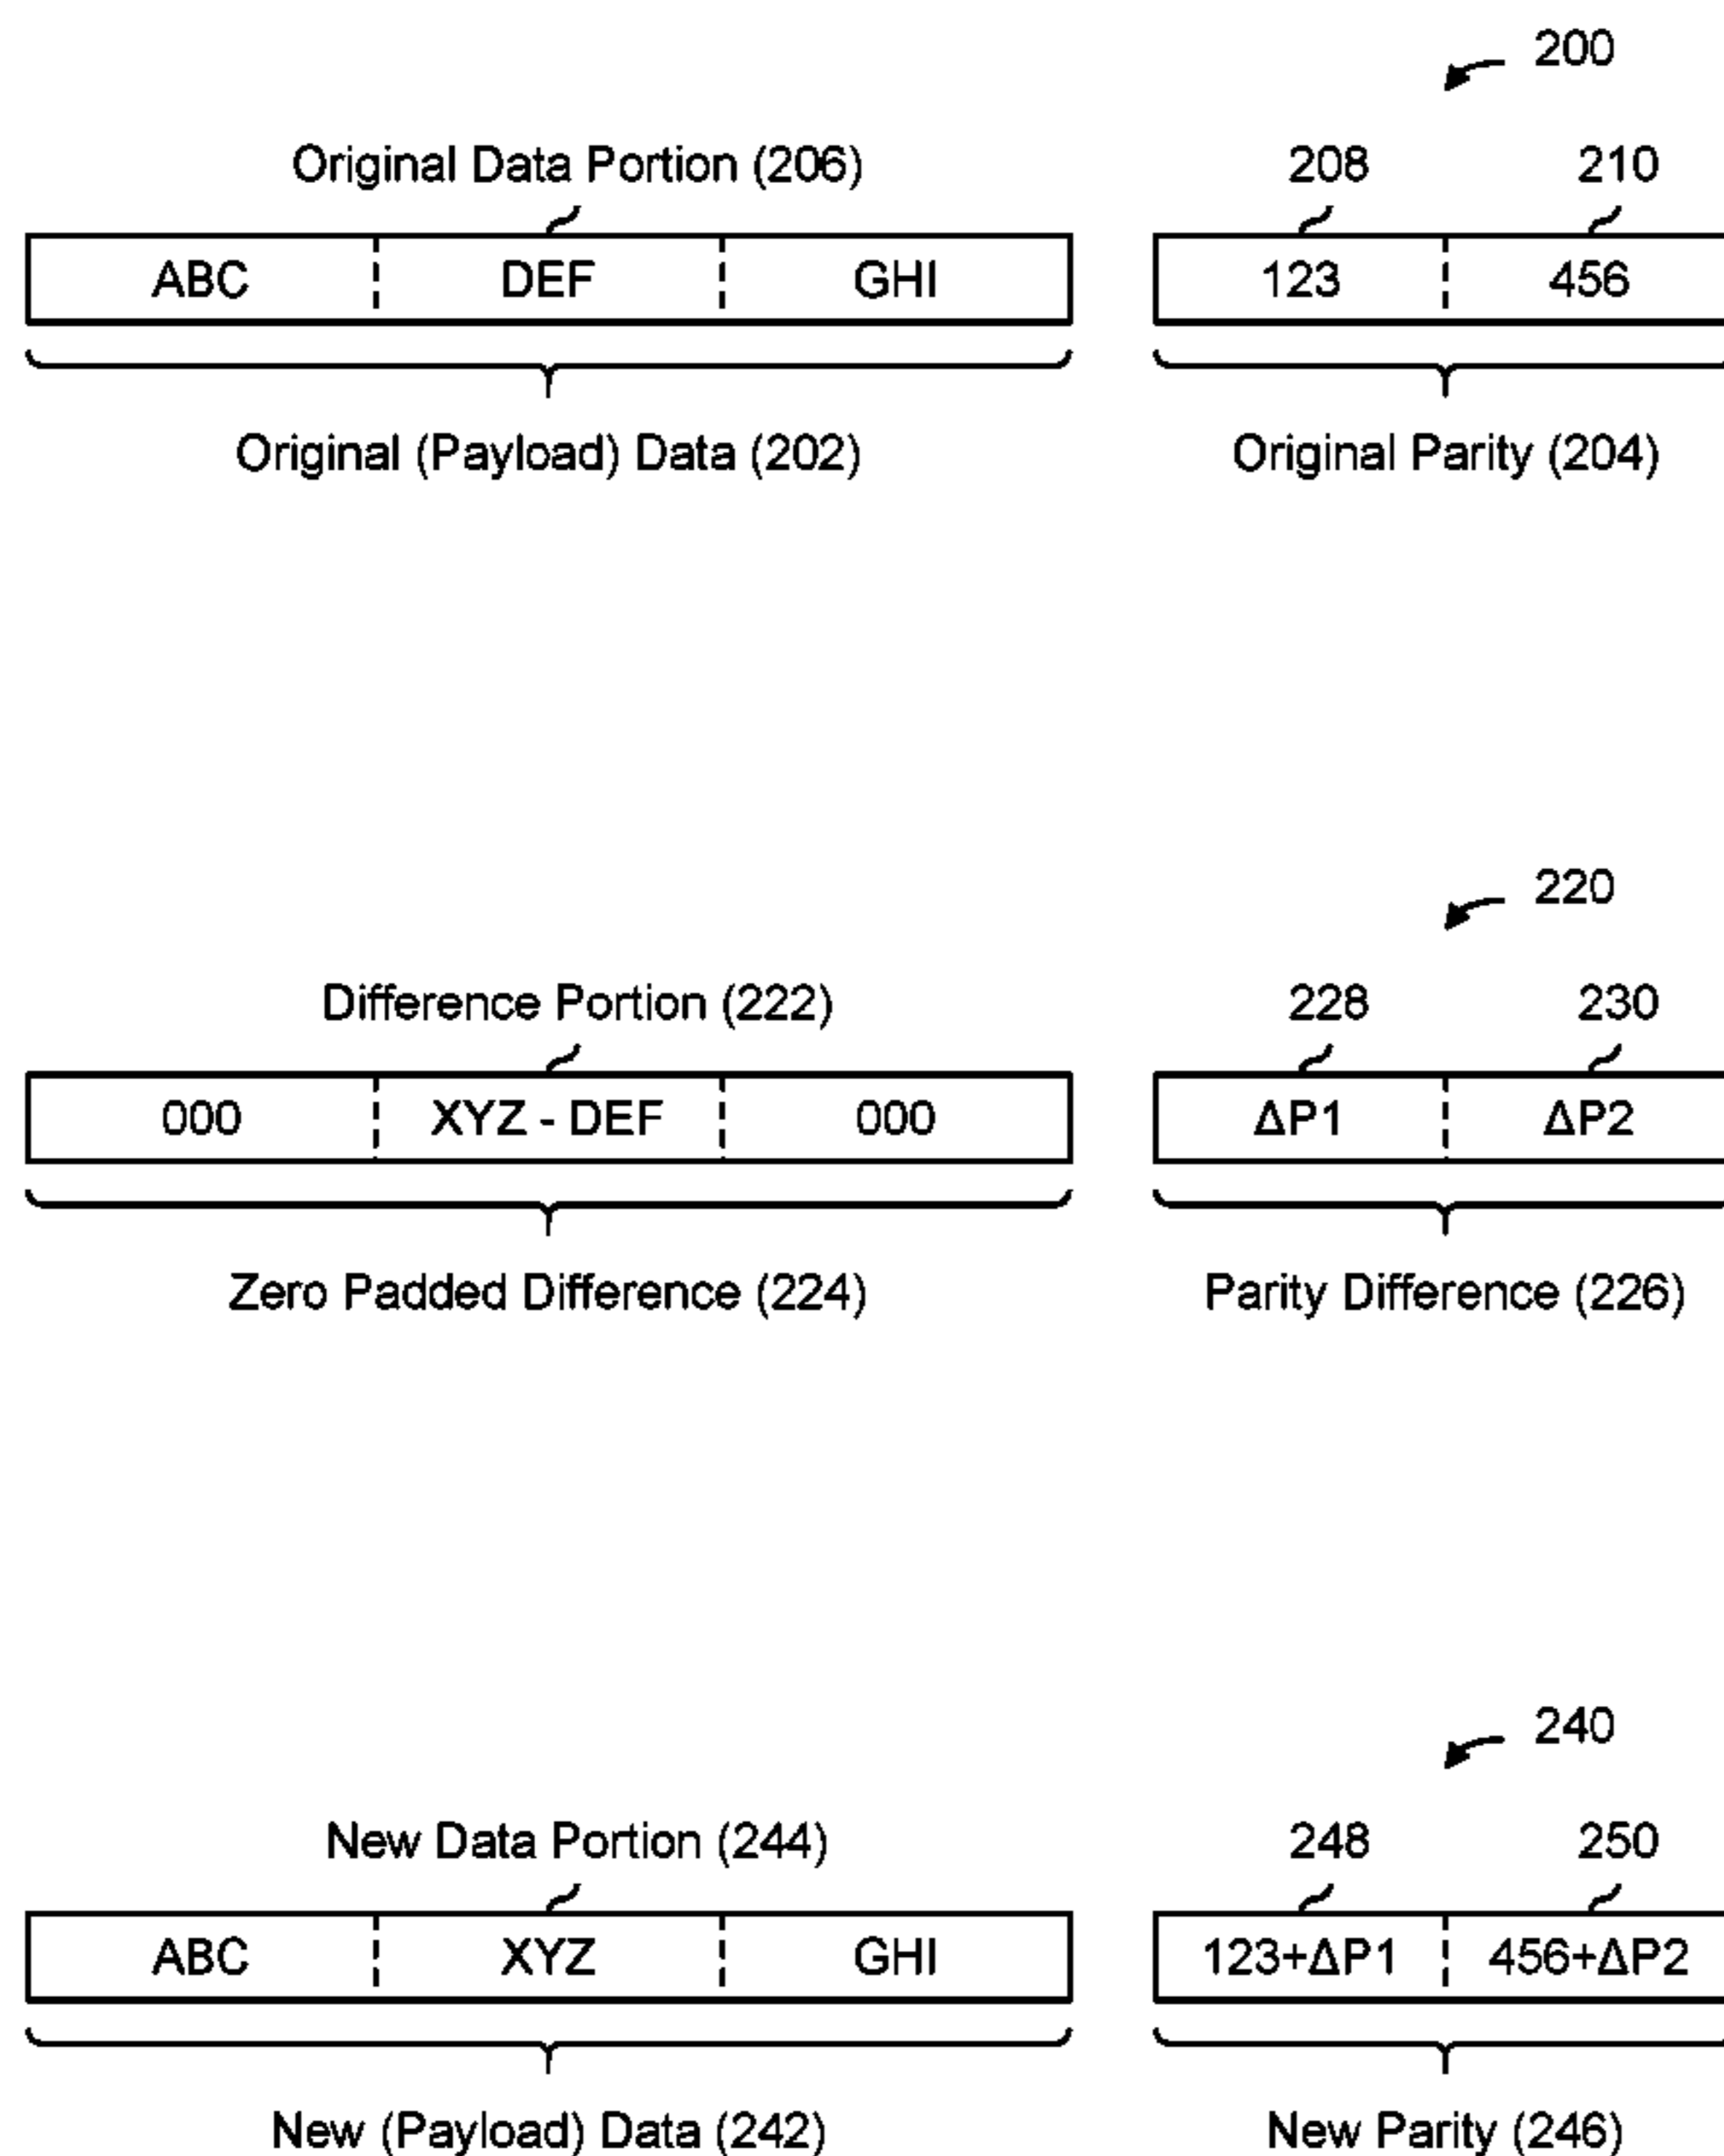 200
Original Data Portion (206) 208 210
ABC DEF GHI 123 456
Original (Payload) Data (202) Original Parity (204)
220
Difference Portion (222) 228 230
000 XYZ - DEF 000 ΔP1 ΔP2
Zero Padded Difference (224) Parity Difference (226)
240
New Data Portion (244) 248 250
ABC XYZ GHI 123+ΔP1 456+ΔP2
New (Payload) Data (242) New Parity (246)